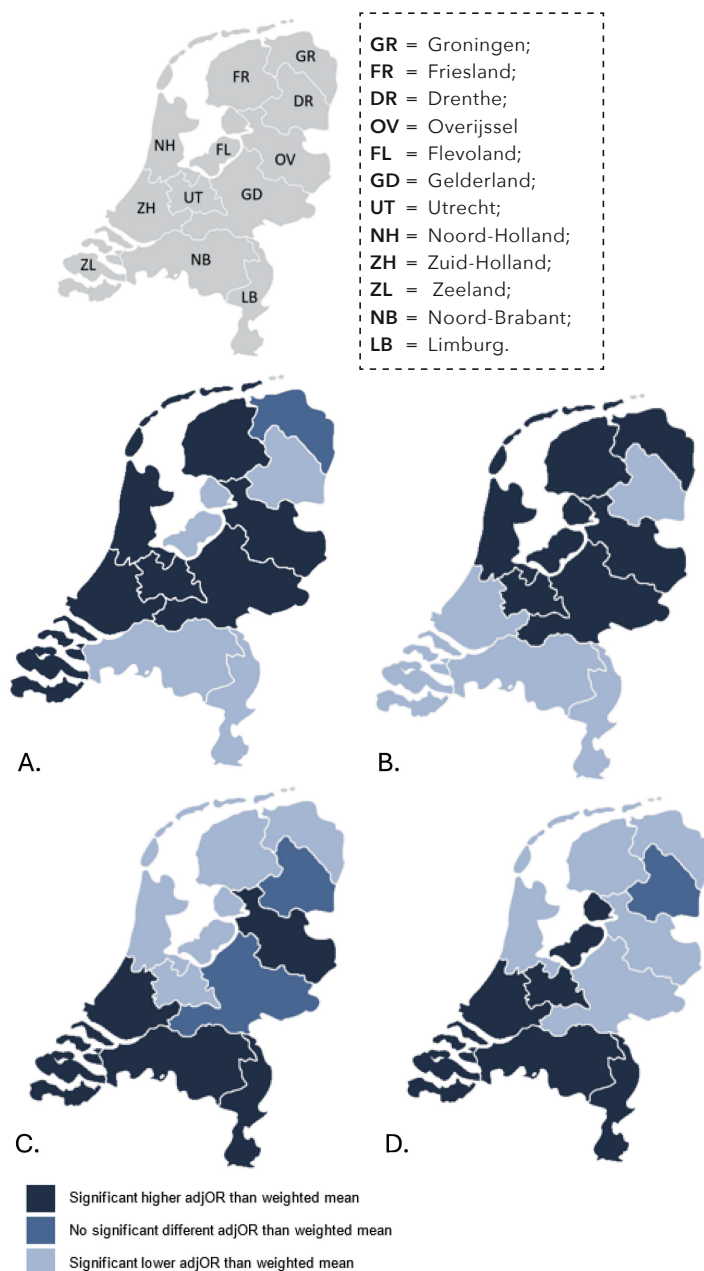 GR
FR
DR
NH
FL
OV
UT
GD
ZH
NB
ZL
LB
GR = Groningen;
FR = Friesland;
DR = Drenthe;
OV = Overijssel
FL = Flevoland;
GD = Gelderland;
UT = Utrecht;
NH = Noord-Holland;
ZH = Zuid-Holland;
ZL = Zeeland;
NB = Noord-Brabant;
LB = Limburg.
A.
B.
C.
D.
Significant higher adjOR than weighted mean
No significant different adjOR than weighted mean
Significant lower adjOR than weighted mean